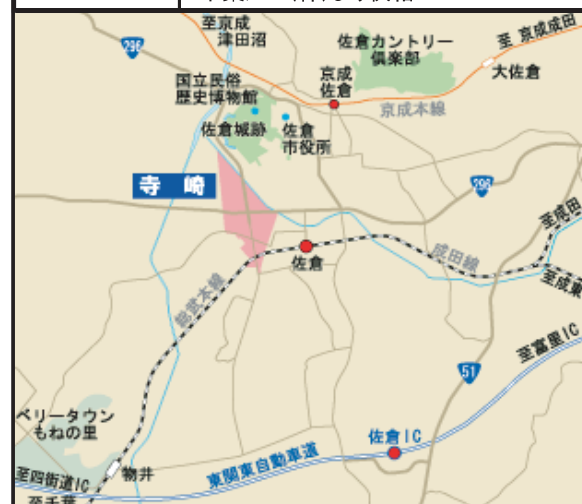 至京成
津田沼
296
佐倉カントリー
倶楽部
至 京成成田
大佐倉
国立民俗
歴史博物館
京成
佐倉
京成本線
佐倉城跡
佐倉
市役所
寺崎
296
至成田
佐倉
成田線
至成東
総武本線
至富里IC
51
ベリータウン
もねの里
佐倉IC
物井
東関東自動車道
至四街道IC
至千葉